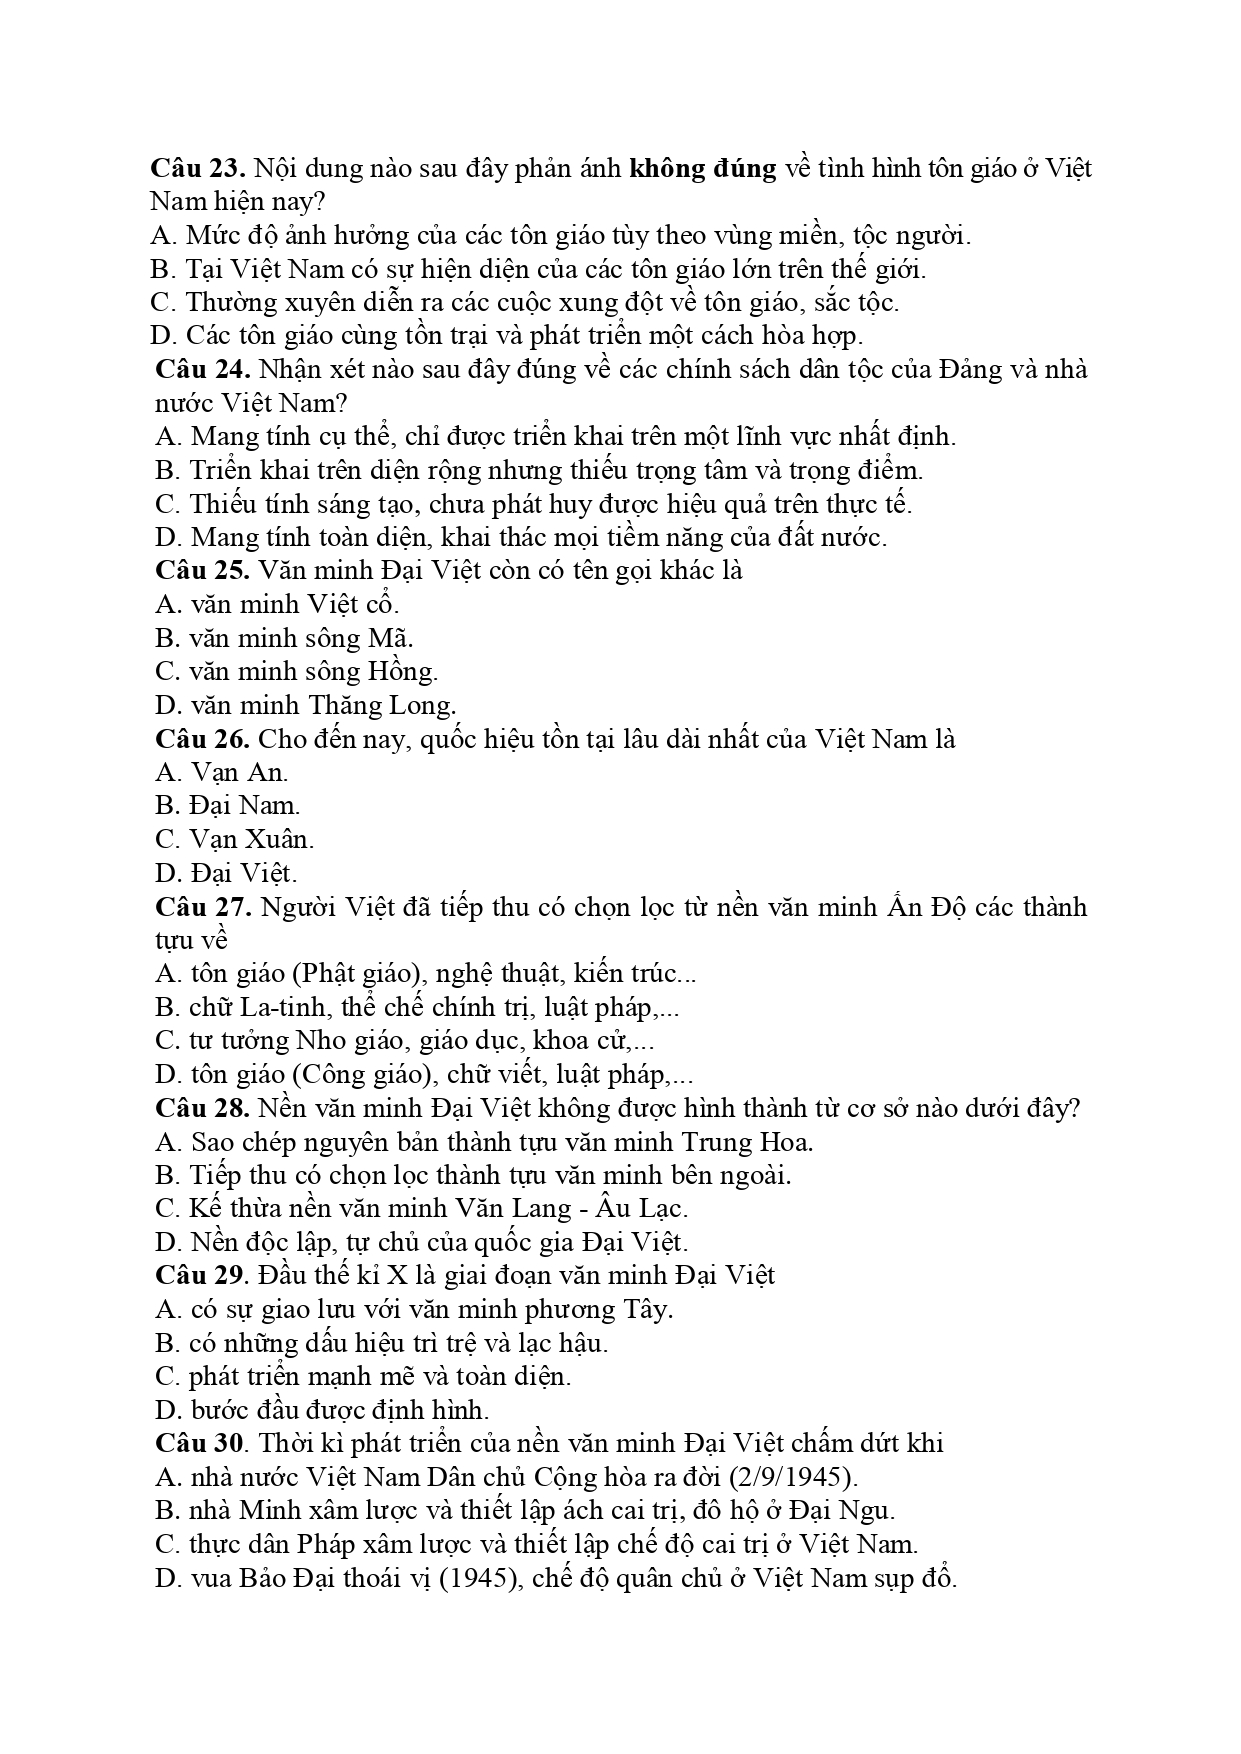 Câu 23. Nội dung nào sau đây phản ánh không đúng về tình hình tôn giáo ở Việt
Nam hiện nay?
A. Mức độ ảnh hưởng của các tôn giáo tùy theo vùng miền, tộc người.
B. Tại Việt Nam có sự hiện diện của các tôn giáo lớn trên thế giới.
C. Thường xuyên diễn ra các cuộc xung đột về tôn giáo, sắc tộc.
D. Các tôn giáo cùng tồn trại và phát triển một cách hòa hợp.
Câu 24. Nhận xét nào sau đây đúng về các chính sách dân tộc của Đảng và nhà
nước Việt Nam?
A. Mang tính cụ thể, chỉ được triển khai trên một lĩnh vực nhất định.
B. Triển khai trên diện rộng nhưng thiếu trọng tâm và trọng điểm.
C. Thiếu tính sáng tạo, chưa phát huy được hiệu quả trên thực tế.
D. Mang tính toàn diện, khai thác mọi tiềm năng của đất nước.
Câu 25. Văn minh Đại Việt còn có tên gọi khác là
A. văn minh Việt cổ.
B. văn minh sông Mã.
C. văn minh sông Hồng.
D. văn minh Thăng Long.
Câu 26. Cho đến nay, quốc hiệu tồn tại lâu dài nhất của Việt Nam là
A. Vạn An.
B. Đại Nam.
C. Vạn Xuân.
D. Đại Việt.
Câu 27. Người Việt đã tiếp thu có chọn lọc từ nền văn minh Ấn Độ các thành
tựu về
A. tôn giáo (Phật giáo), nghệ thuật, kiến trúc...
B. chữ La-tinh, thể chế chính trị, luật pháp,...
C. tư tưởng Nho giáo, giáo dục, khoa cử,...
D. tôn giáo (Công giáo), chữ viết, luật pháp,...
Câu 28. Nền văn minh Đại Việt không được hình thành từ cơ sở nào dưới đây?
A. Sao chép nguyên bản thành tựu văn minh Trung Hoa.
B. Tiếp thu có chọn lọc thành tựu văn minh bên ngoài.
C. Kế thừa nền văn minh Văn Lang - Âu Lạc.
D. Nền độc lập, tự chủ của quốc gia Đại Việt.
Câu 29. Đầu thế kỉ X là giai đoạn văn minh Đại Việt
A. có sự giao lưu với văn minh phương Tây.
B. có những dấu hiệu trì trệ và lạc hậu.
C. phát triển mạnh mẽ và toàn diện.
D. bước đầu được định hình.
Câu 30. Thời kì phát triển của nền văn minh Đại Việt chấm dứt khi
A. nhà nước Việt Nam Dân chủ Cộng hòa ra đời (2/9/1945).
B. nhà Minh xâm lược và thiết lập ách cai trị, đô hộ ở Đại Ngu.
C. thực dân Pháp xâm lược và thiết lập chế độ cai trị ở Việt Nam.
D. vua Bảo Đại thoái vị (1945), chế độ quân chủ ở Việt Nam sụp đổ.